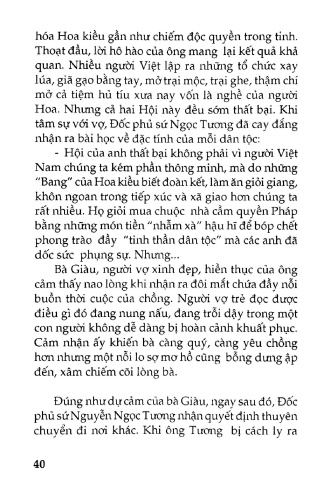 hóa Hoa kiều gần như chiếm độc quyền trong tỉnh.
Thoạt đầu, lời hô hào của ông mang lại kết quả khả
quan. Nhiều người Việt lập ra những tổ chức xay
lúa, giã gạo bằng tay, mở trại mộc, trại ghe, thậm chí
mở cả tiệm hủ tíu xưa nay vốn là nghề của người
Hoa. Nhưng cả hai Hội này đều sớm thất bại. Khi
tâm sự với vợ, Đốc phủ sứ Ngọc Tương đã cay đắng
nhận ra bài học về đặc tính của mỗi dân tộc:
- Hội của anh thất bại không phải vì người Việt
Nam chúng ta kém phần thông minh, mà do những
“Bang” của Hoa kiều biết đoàn kết, làm ăn giỏi giang,
khôn ngoan trong tiếp xúc và xã giao hơn chúng ta
rất nhiều. Họ giỏi mua chuộc nhà cầm quyền Pháp
bằng những món tiền “nhẫm xà” hậu hĩ để bóp chết
phong trào đầy “tinh thần dân tộc” mà các anh đã
dốc sức phụng sự. Nhưng...
Bà Giàu, người vợ xinh đẹp, hiền thục của ông
cảm thấy nao lòng khi nhận ra đôi mắt chứa đầy nỗi
buồn thời cuộc của chồng. Người vợ trẻ đọc được
điều gì đó đang nung nấu, đang trỗi dậy trong một
con người không dễ dàng bị hoàn cảnh khuất phục.
Cảm nhận ấy khiến bà càng quý, càng yêu chồng
hơn nhưng một nỗi lo sợ mơ hồ cũng bỗng dưng ập
đến, xâm chiếm cõi lòng bà.
Đúng như dự cảm của bà Giàu, ngay sau đó, Đốc
phủ sứ Nguyễn Ngọc Tương nhận quyết định thuyên
chuyển đi nơi khác. Khi ông Tương bị cách ly ra
40